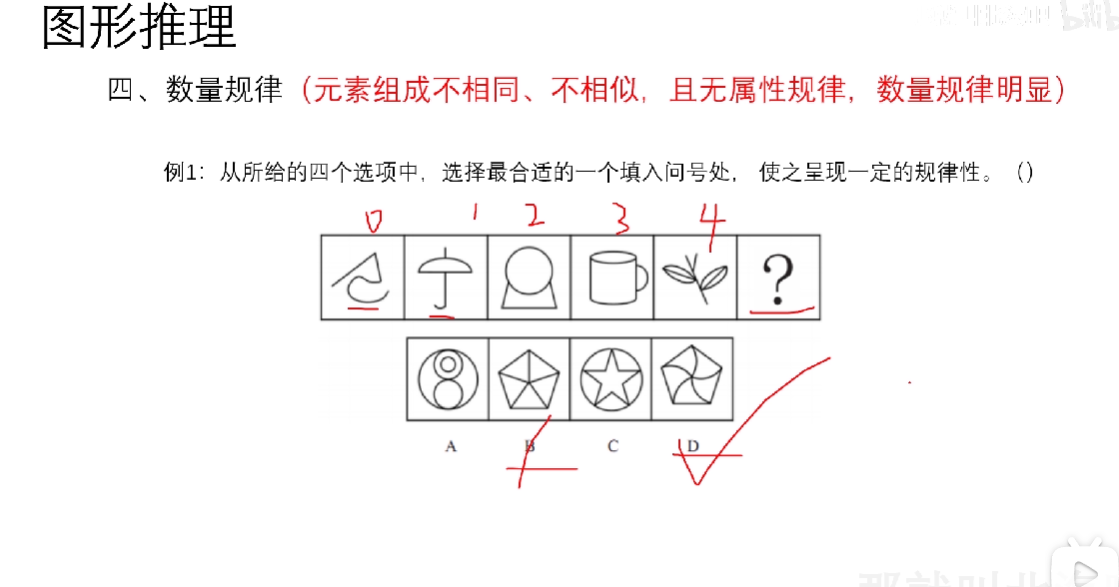 图形推理
四、数量规律（元素组成不相同、不相似，且无属性规律，数量规律明显）
例1：从所给的四个选项中，选择最合适的一个填入问号处， 使之呈现一定的规律性。（）
0 1 2 3 4
?
A B C D